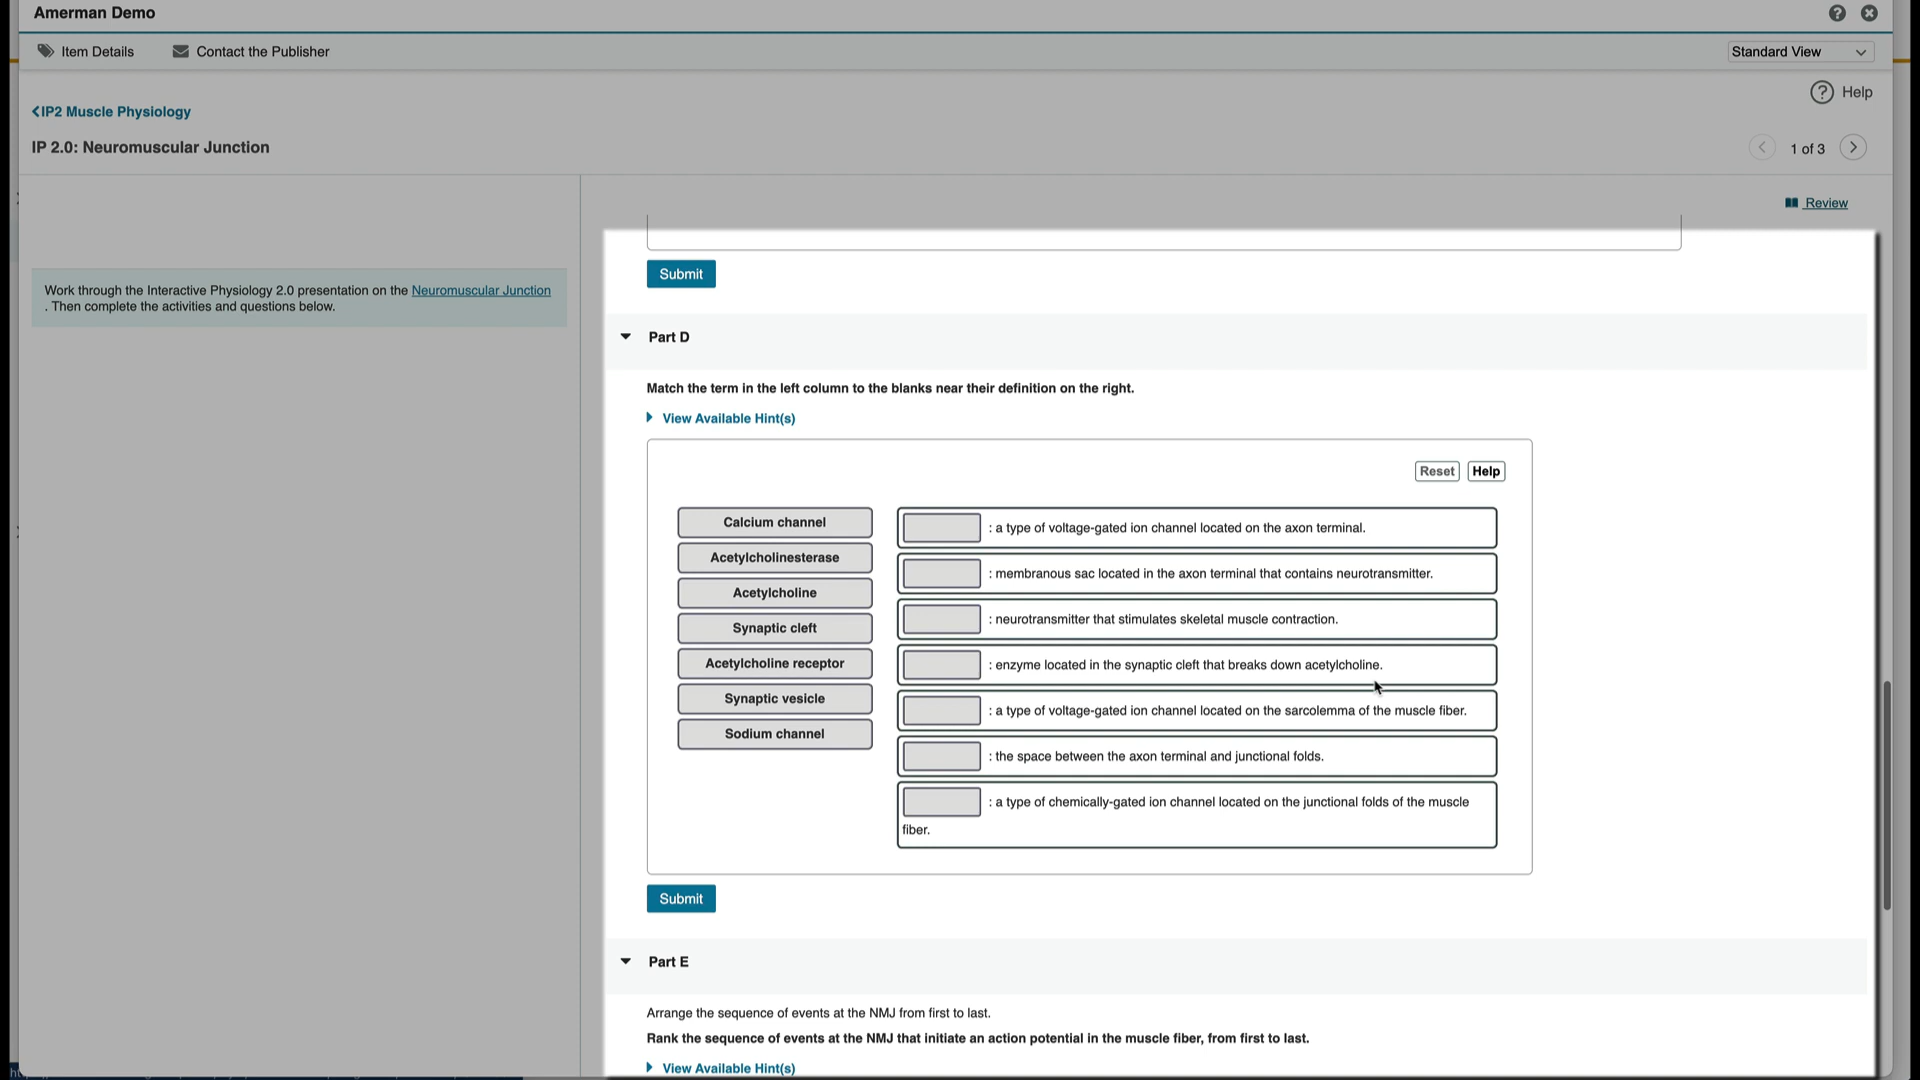 Amerman Demo
Item Details
Contact the Publisher
Standard View
Help
IP2 Muscle Physiology
IP 2.0: Neuromuscular Junction
1 of 3
Review
Work through the Interactive Physiology 2.0 presentation on the Neuromuscular Junction
. Then complete the activities and questions below.
Submit
Part D
Match the term in the left column to the blanks near their definition on the right.
View Available Hint(s)
Reset
Help
Calcium channel
Acetylcholinesterase
Acetylcholine
Synaptic cleft
Acetylcholine receptor
Synaptic vesicle
Sodium channel
: a type of voltage-gated ion channel located on the axon terminal.
: membranous sac located in the axon terminal that contains neurotransmitter.
: neurotransmitter that stimulates skeletal muscle contraction.
: enzyme located in the synaptic cleft that breaks down acetylcholine.
: a type of voltage-gated ion channel located on the sarcolemma of the muscle fiber.
: the space between the axon terminal and junctional folds.
: a type of chemically-gated ion channel located on the junctional folds of the muscle
fiber.
Submit
Part E
Arrange the sequence of events at the NMJ from first to last.
Rank the sequence of events at the NMJ that initiate an action potential in the muscle fiber, from first to last.
View Available Hint(s)